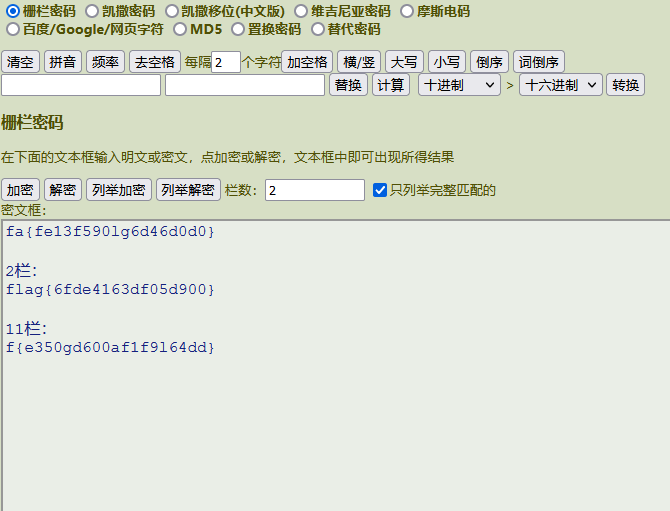 栅栏密码 凯撒密码 凯撒移位(中文版) 维吉尼亚密码 摩斯电码
百度/Google/网页字符 MD5 置换密码 替代密码
清空 拼音 频率 去空格 每隔 2 个字符 加空格 横/竖 大写 小写 倒序 词倒序
替换 计算 十进制 > 十六进制 转换
栅栏密码
在下面的文本框输入明文或密文，点加密或解密，文本框中即可出现所得结果
加密 解密 列举加密 列举解密 栏数： 2 只列举完整匹配的
密文框：
fa{fe13f590lg6d46d0d0}
2栏：
flag{6fde4163df05d900}
11栏：
f{e350gd600af1f9l64dd}